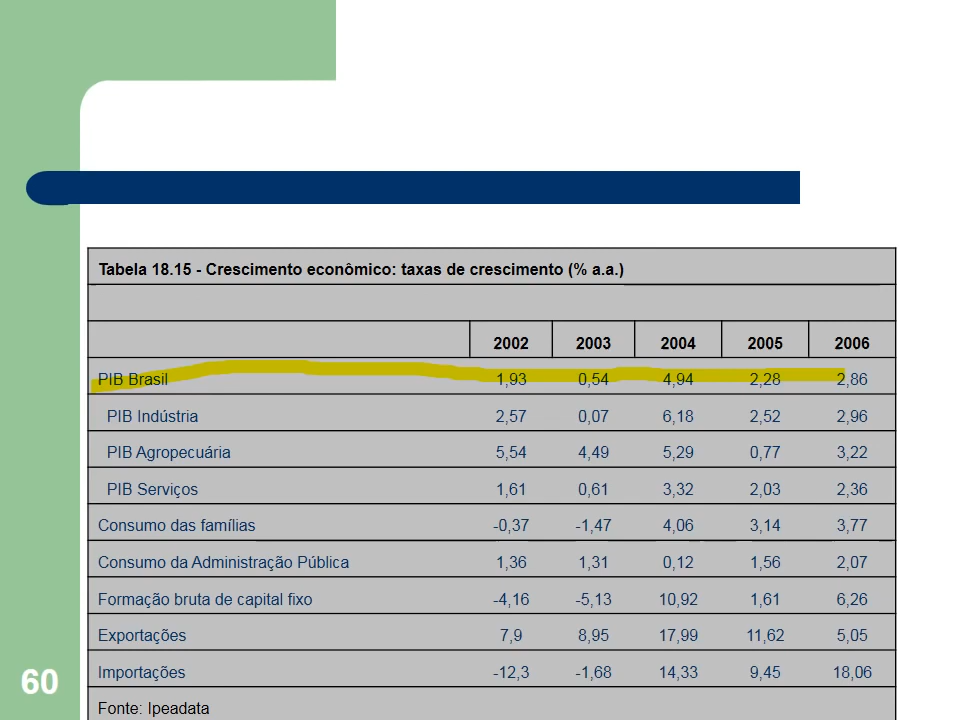 Tabela 18.15 - Crescimento econômico: taxas de crescimento (% a.a.)
2002 2003 2004 2005 2006
PIB Brasil 1,93 0,54 4,94 2,28 2,86
PIB Indústria 2,57 0,07 6,18 2,52 2,96
PIB Agropecuária 5,54 4,49 5,29 0,77 3,22
PIB Serviços 1,61 0,61 3,32 2,03 2,36
Consumo das famílias -0,37 -1,47 4,06 3,14 3,77
Consumo da Administração Pública 1,36 1,31 0,12 1,56 2,07
Formação bruta de capital fixo -4,16 -5,13 10,92 1,61 6,26
Exportações 7,9 8,95 17,99 11,62 5,05
Importações -12,3 -1,68 14,33 9,45 18,06
Fonte: Ipeadata
60